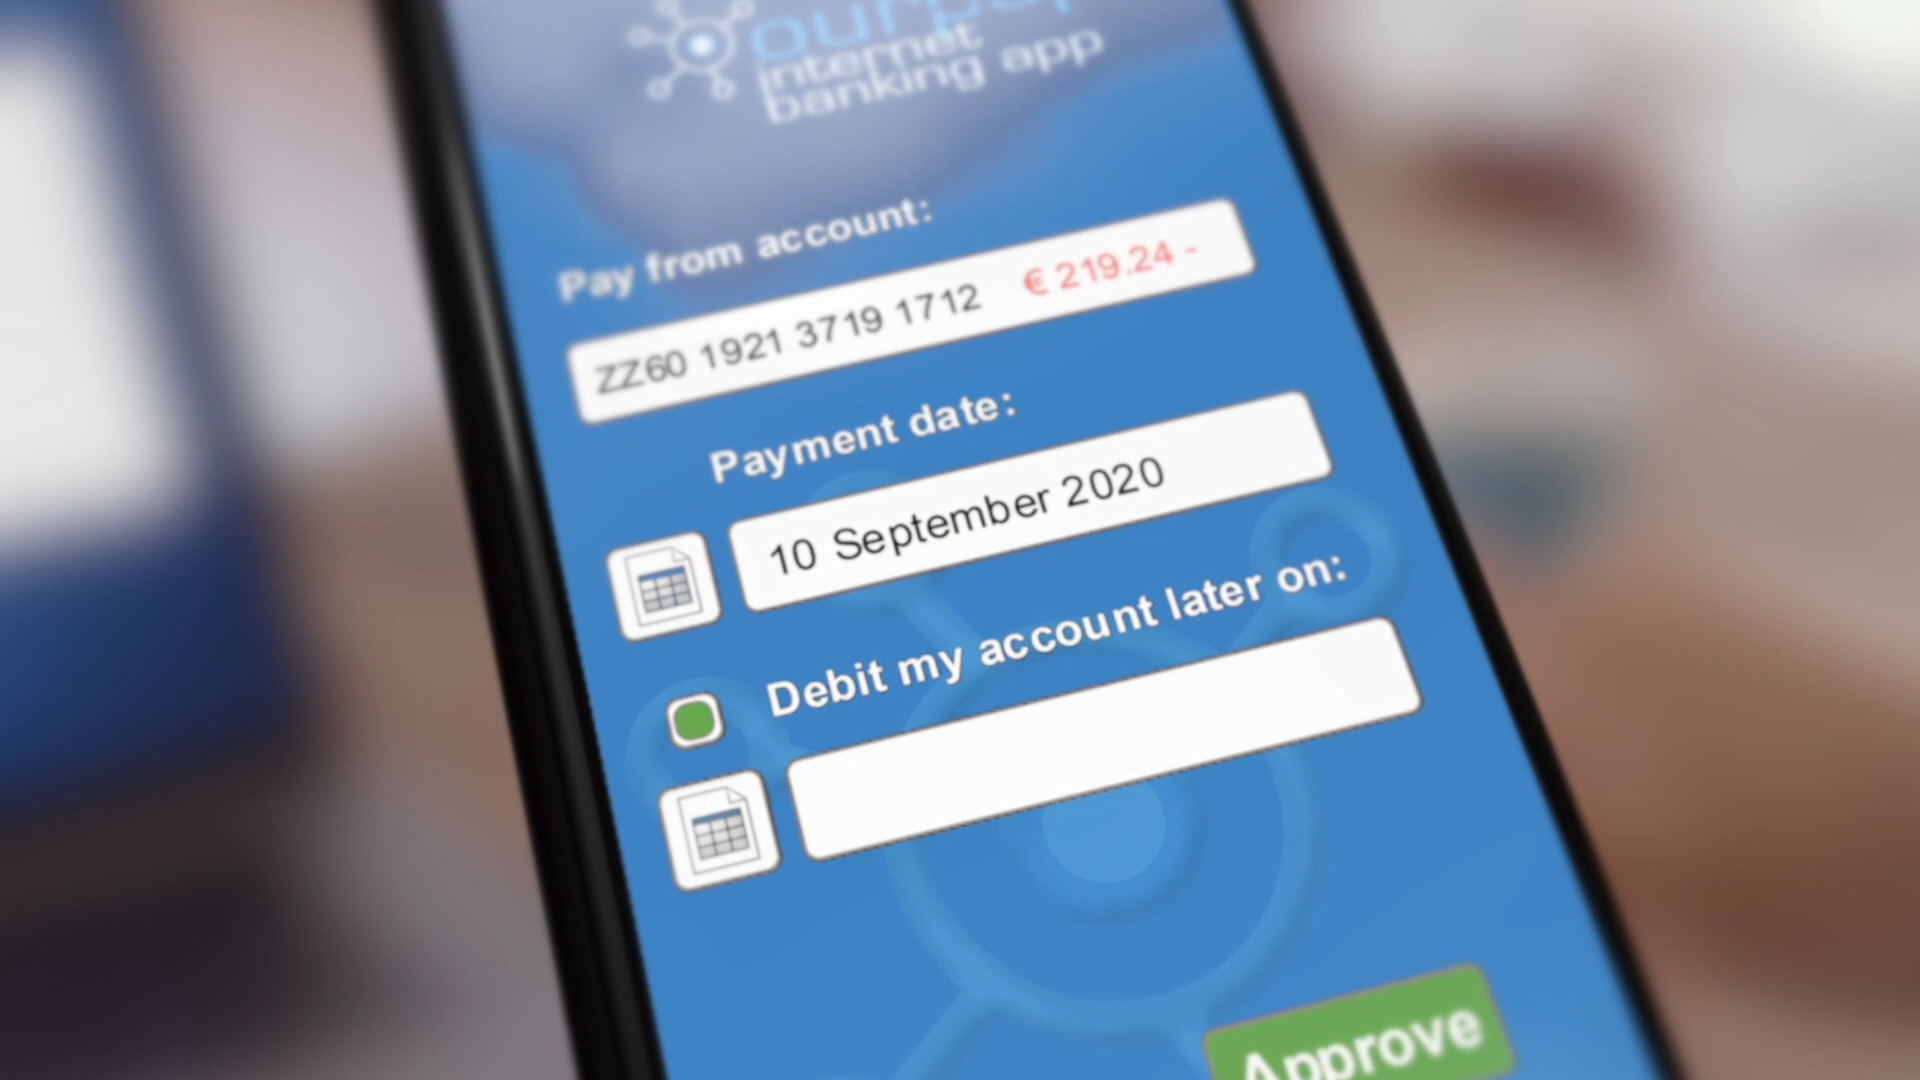 internet
banking app
Pay from account:
ZZ60 1921 3719 1712 € 219.24 -
Payment date:
10 September 2020
Debit my account later on:
Approve